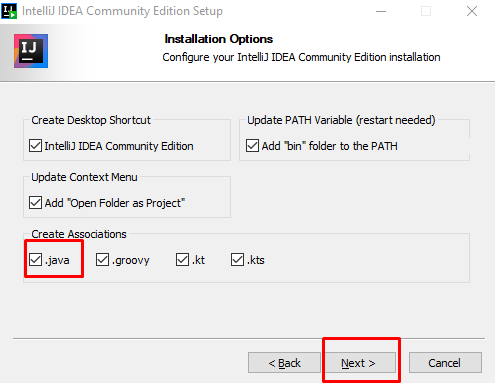 IntelliJ IDEA Community Edition Setup
IJ
Installation Options
Configure your IntelliJ IDEA Community Edition installation
Create Desktop Shortcut
IntelliJ IDEA Community Edition
Update PATH Variable (restart needed)
Add "bin" folder to the PATH
Update Context Menu
Add "Open Folder as Project"
Create Associations
.java .groovy .kt .kts
< Back Next > Cancel